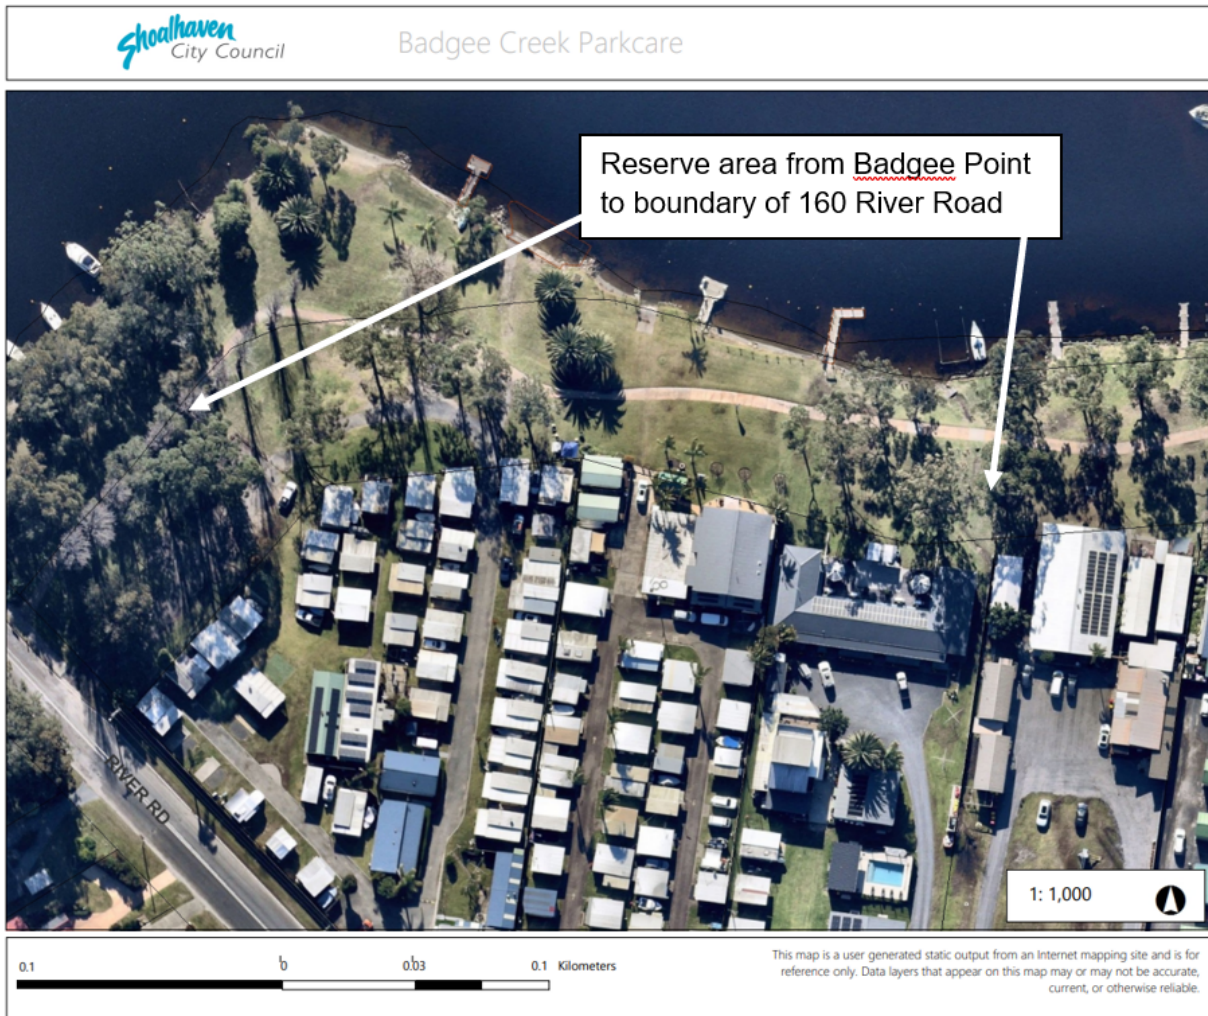 Shoalhaven
City Council
Badgee Creek Parkcare
Reserve area from Badgee Point
to boundary of 160 River Road
RIVER RD
1: 1,000
0.1 0 0.03 0.1 Kilometers
This map is a user generated static output from an Internet mapping site and is for
reference only. Data layers that appear on this map may or may not be accurate,
current, or otherwise reliable.